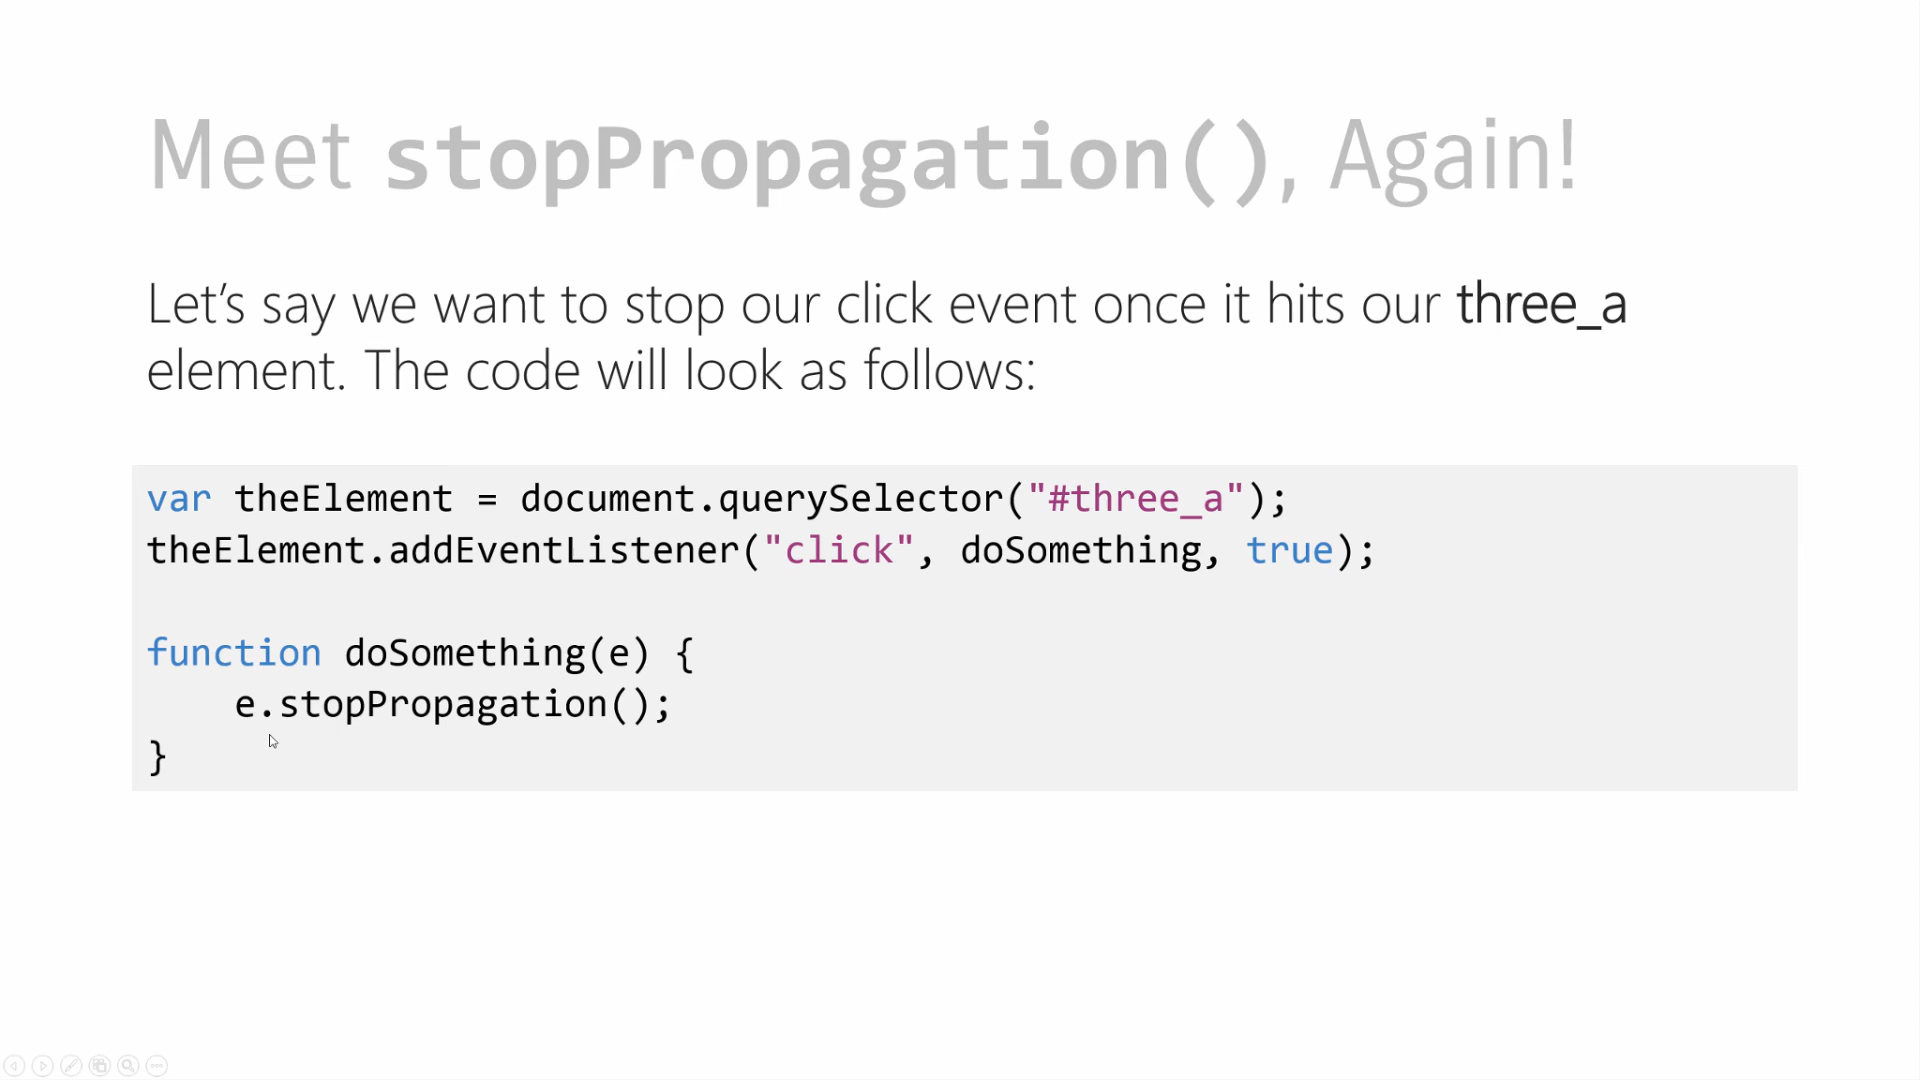 Meet stopPropagation(), Again!
Let’s say we want to stop our click event once it hits our three_a
element. The code will look as follows:
var theElement = document.querySelector("#three_a");
theElement.addEventListener("click", doSomething, true);
function doSomething(e) {
    e.stopPropagation();
}